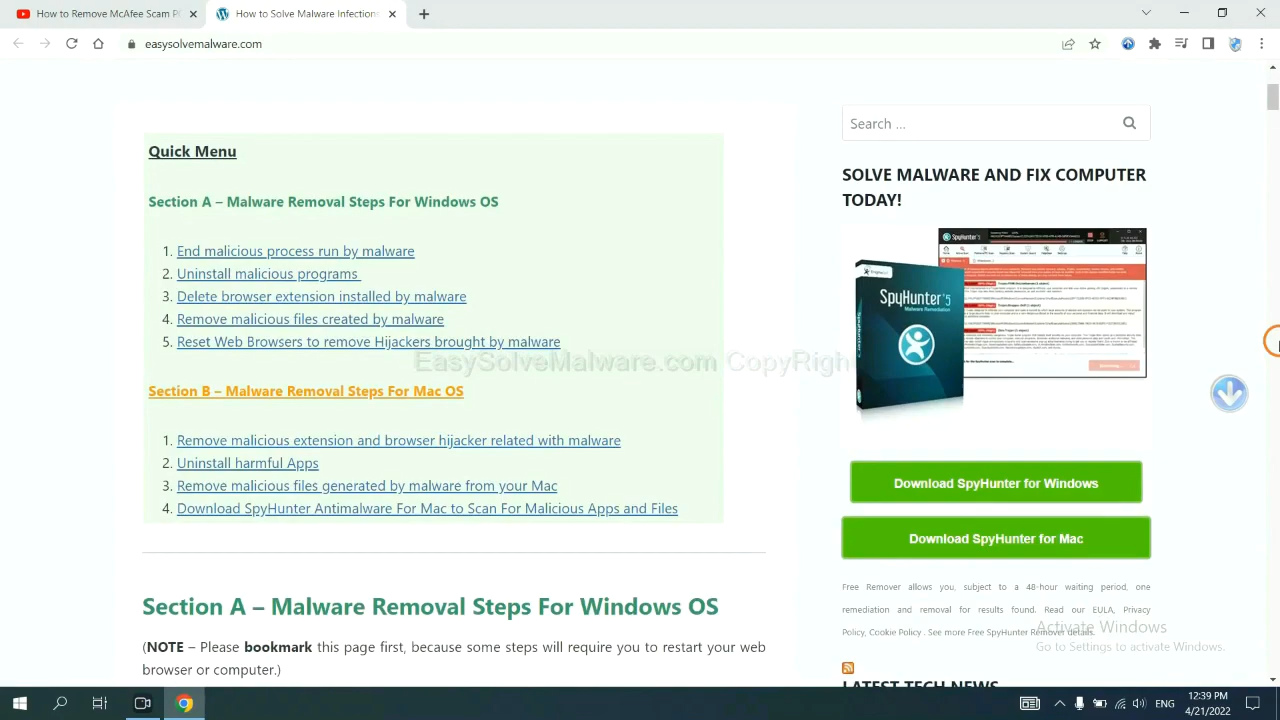 How to Remove McAfee Scam P
How to Solve Malware Infections
easysolvemalware.com
Quick Menu
Section A – Malware Removal Steps For Windows OS
1. End malicious process run by malware
2. Uninstall malicious programs
3. Delete browser extension installed by malware
4. Remove malicious created by malware
5. Reset Web Browsers to remove Hijackers brought by malware
CopyRigh
Section B – Malware Removal Steps For Mac OS
1. Remove malicious extension and browser hijacker related with malware
2. Uninstall harmful Apps
3. Remove malicious files generated by malware from your Mac
4. Download SpyHunter Antimalware For Mac to Scan For Malicious Apps and Files
Section A – Malware Removal Steps For Windows OS
(NOTE – Please bookmark this page first, because some steps will require you to restart your web
browser or computer.)
Search …
SOLVE MALWARE AND FIX COMPUTER
TODAY!
SpyHunter 5
Malware Remediation
Download SpyHunter for Windows
Download SpyHunter for Mac
Free Remover allows you, subject to a 48-hour waiting period, one
remediation and removal for results found. Read our EULA, Privacy
Policy, Cookie Policy . See more Free SpyHunter Remover details.
Activate Windows
Go to Settings to activate Windows.
LATEST TECH NEWS
ENG
12:39 PM
4/21/2022